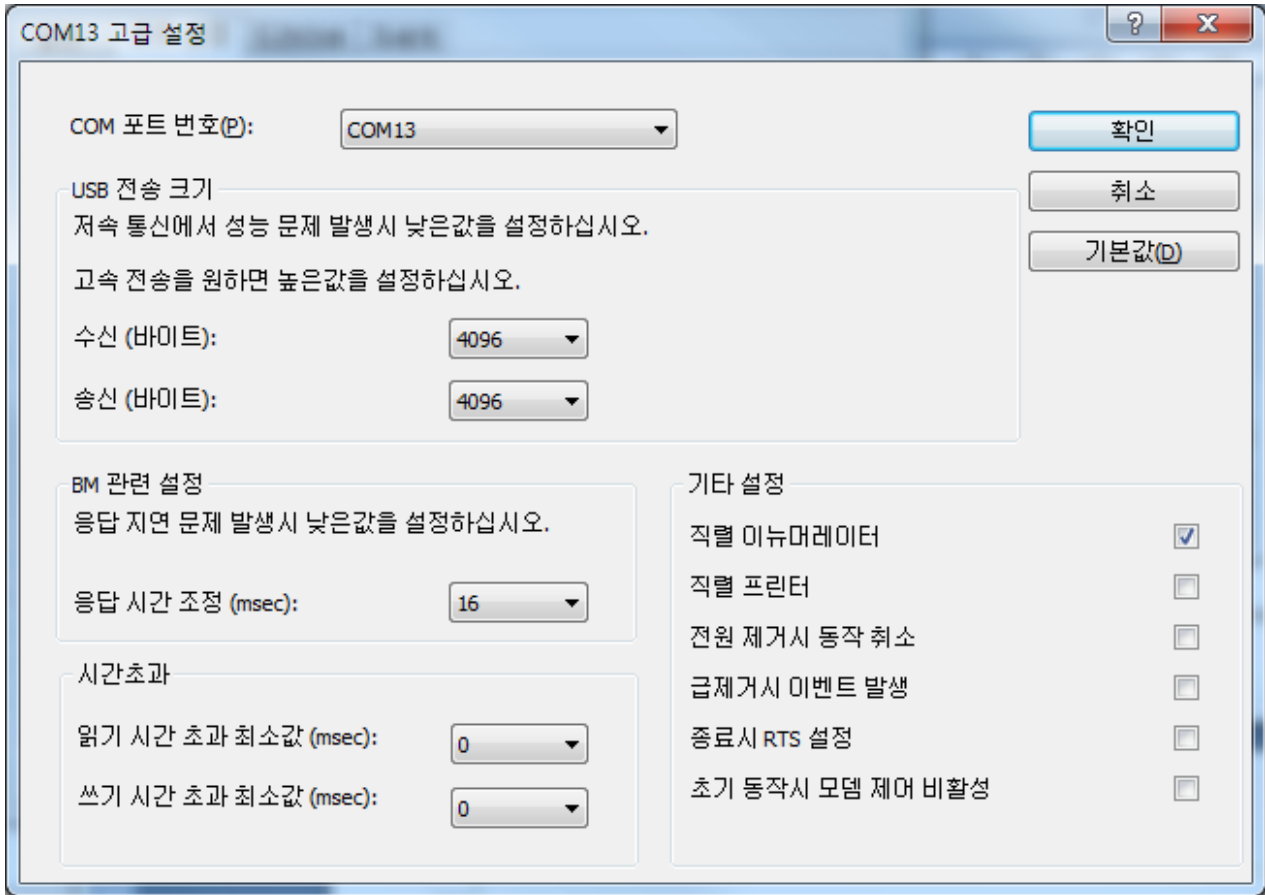 COM13 고급 설정
COM 포트 번호(P):
COM13
확인
취소
기본값(D)
USB 전송 크기
저속 통신에서 성능 문제 발생시 낮은값을 설정하십시오.
고속 전송을 원하면 높은값을 설정하십시오.
수신 (바이트):
4096
송신 (바이트):
4096
BM 관련 설정
응답 지연 문제 발생시 낮은값을 설정하십시오.
응답 시간 조정 (msec):
16
시간초과
읽기 시간 초과 최소값 (msec):
0
쓰기 시간 초과 최소값 (msec):
0
기타 설정
직렬 이뉴머레이터
직렬 프린터
전원 제거시 동작 취소
급제거시 이벤트 발생
종료시 RTS 설정
초기 동작시 모뎀 제어 비활성